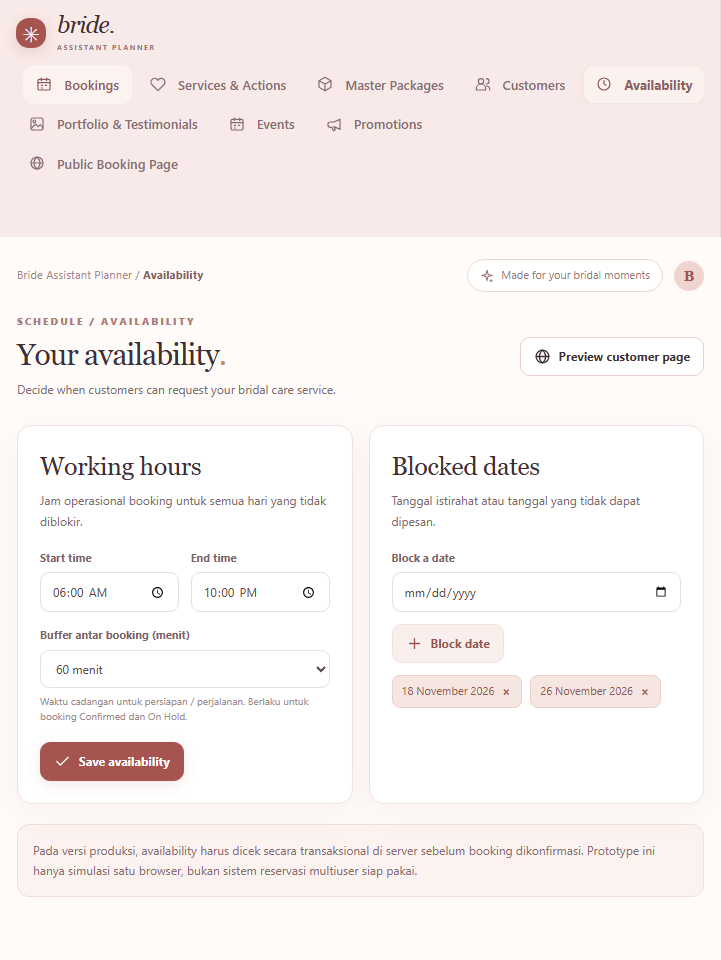 bride.
ASSISTANT PLANNER
Bookings
Services & Actions
Master Packages
Customers
Availability
Portfolio & Testimonials
Events
Promotions
Public Booking Page
Bride Assistant Planner / Availability
Made for your bridal moments
B
SCHEDULE / AVAILABILITY
Your availability.
Preview customer page
Decide when customers can request your bridal care service.
Working hours
Jam operasional booking untuk semua hari yang tidak
diblokir.
Start time
End time
06:00 AM
10:00 PM
Buffer antar booking (menit)
60 menit
Waktu cadangan untuk persiapan / perjalanan. Berlaku untuk
booking Confirmed dan On Hold.
Save availability
Blocked dates
Tanggal istirahat atau tanggal yang tidak dapat
dipesan.
Block a date
mm/dd/yyyy
Block date
18 November 2026 ×
26 November 2026 ×
Pada versi produksi, availability harus dicek secara transaksional di server sebelum booking dikonfirmasi. Prototype ini
hanya simulasi satu browser, bukan sistem reservasi multiuser siap pakai.